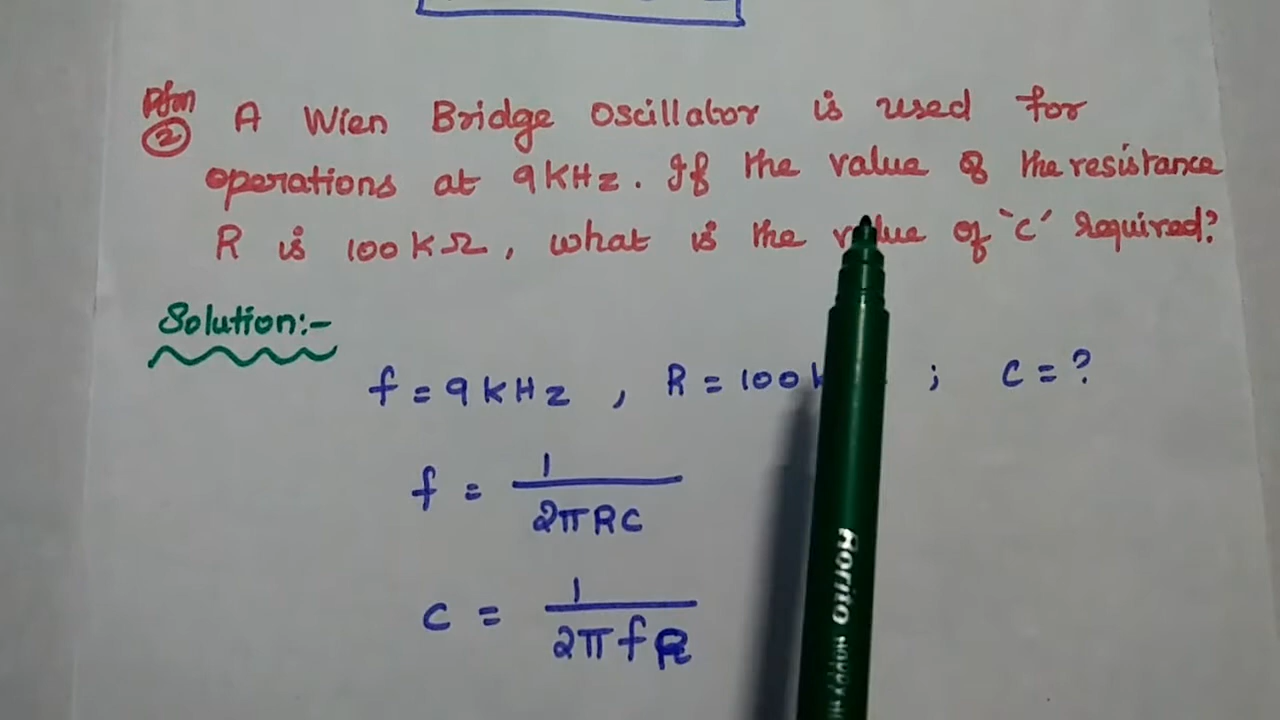 Pbm
② A Wien Bridge Oscillator is used for
operations at 9KHz. If the value of the resistance
R is 100KΩ, what is the value of 'C' required?
Solution:-
f = 9KHz , R = 100K ; C = ?
f = 1 / 2πRC
C = 1 / 2πfR
Aorito